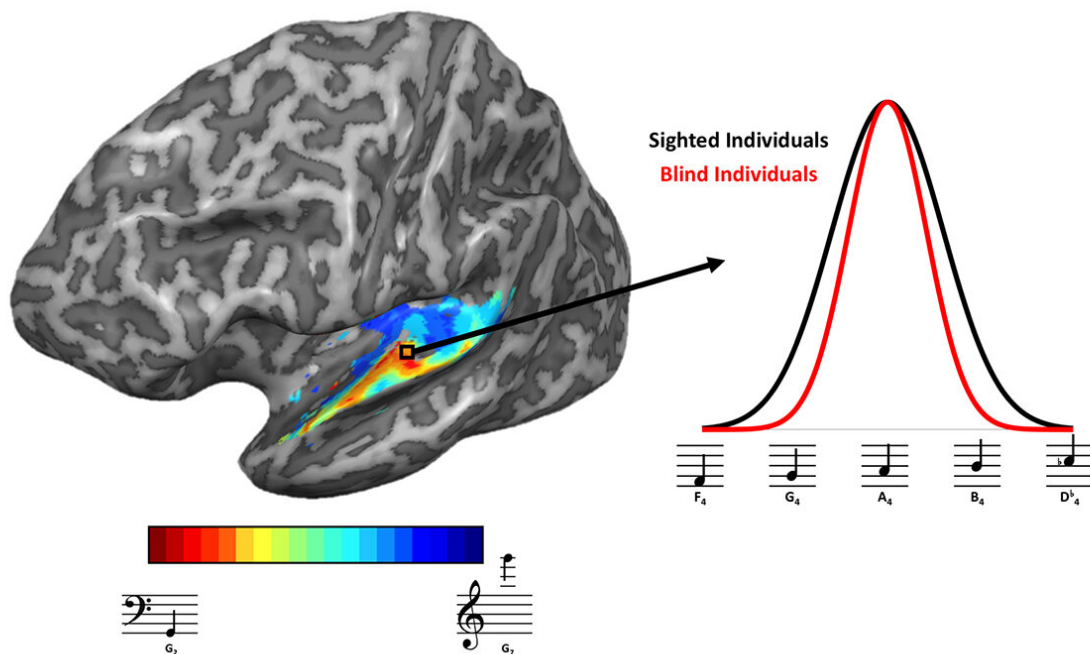 Sighted Individuals
Blind Individuals
F₄ G₄ A₄ B₄ D♭₄
G₂ G₇